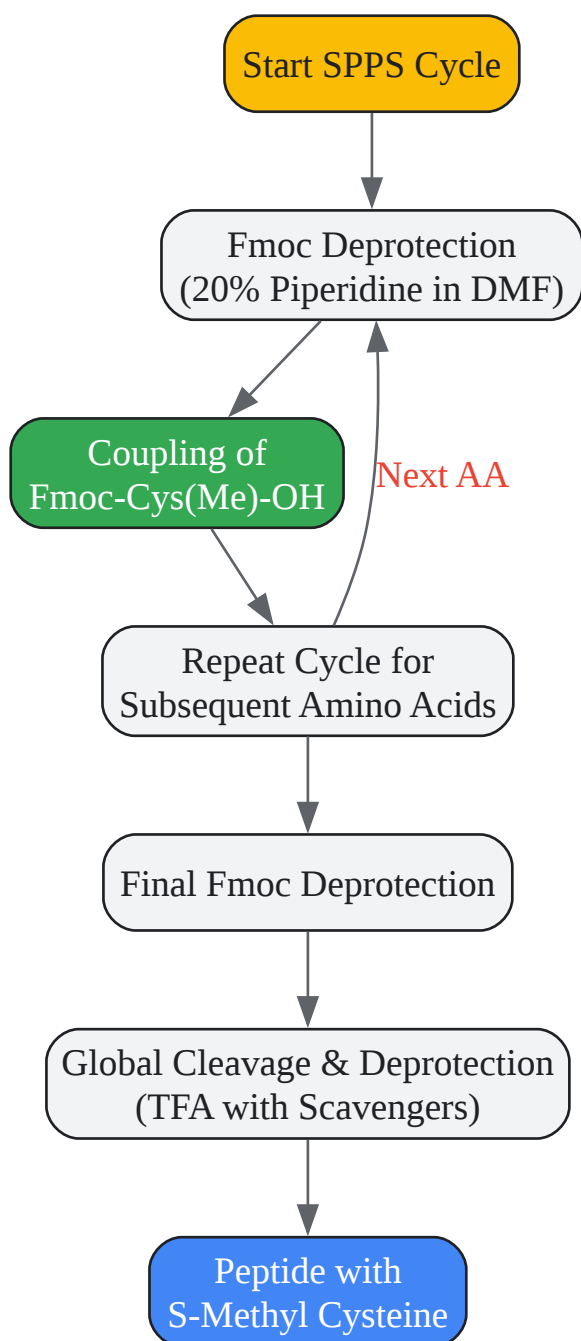 Start SPPS Cycle
Fmoc Deprotection
(20% Piperidine in DMF)
Coupling of
Fmoc-Cys(Me)-OH
Next AA
Repeat Cycle for
Subsequent Amino Acids
Final Fmoc Deprotection
Global Cleavage & Deprotection
(TFA with Scavengers)
Peptide with
S-Methyl Cysteine